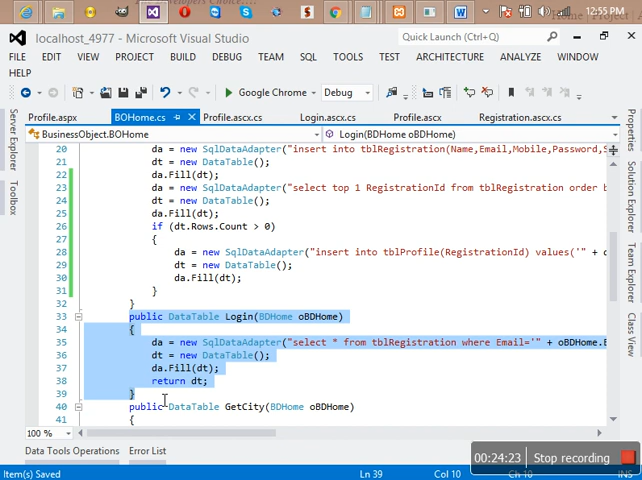 Developers Choice...
Home
12:55 PM
localhost_4977 - Microsoft Visual Studio
Quick Launch (Ctrl+Q)
FILE EDIT VIEW PROJECT BUILD DEBUG TEAM SQL TOOLS TEST ARCHITECTURE ANALYZE WINDOW
HELP
Google Chrome Debug
Profile.aspx BOHome.cs Profile.ascx.cs Login.ascx.cs Profile.ascx Registration.ascx.cs
BusinessObject.BOHome Login(BDHome oBDHome)
20 da = new SqlDataAdapter("insert into tblRegistration(Name,Email,Mobile,Password,S
21 dt = new DataTable();
22 da.Fill(dt);
23 da = new SqlDataAdapter("select top 1 RegistrationId from tblRegistration order b
24 dt = new DataTable();
25 da.Fill(dt);
26 if (dt.Rows.Count > 0)
27 {
28 da = new SqlDataAdapter("insert into tblProfile(RegistrationId) values('" + o
29 dt = new DataTable();
30 da.Fill(dt);
31 }
32 }
33 public DataTable Login(BDHome oBDHome)
34 {
35 da = new SqlDataAdapter("select * from tblRegistration where Email='" + oBDHome.E
36 dt = new DataTable();
37 da.Fill(dt);
38 return dt;
39 }
40 public DataTable GetCity(BDHome oBDHome)
41 {
100 %
Data Tools Operations Error List
Item(s) Saved Ln 39 Col 10 Ch 10 INS
00:24:23 Stop recording
Server Explorer
Toolbox
Properties
Solution Explorer
Team Explorer
Class View